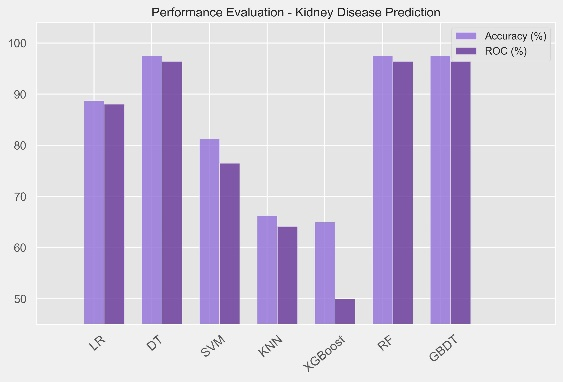 Performance Evaluation - Kidney Disease Prediction
Accuracy (%)
ROC (%)
100
90
80
70
60
50
LR
DT
SVM
KNN
XGBoost
RF
GBDT